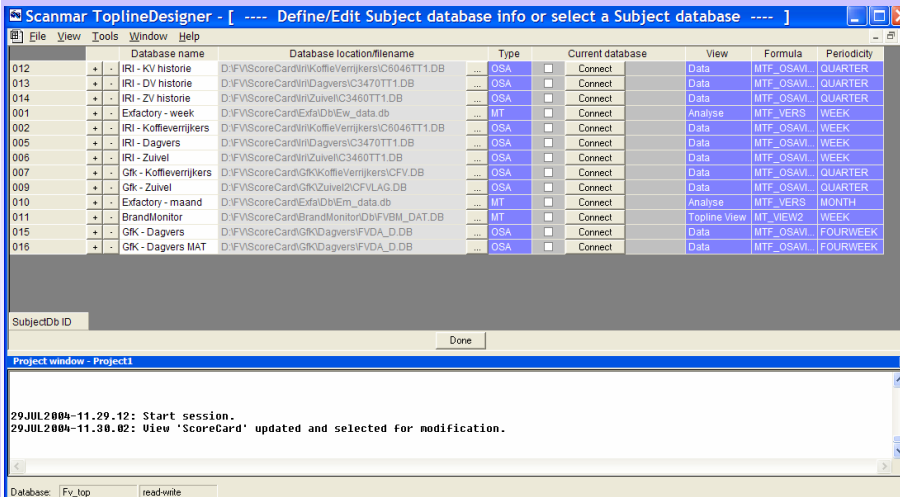 Scanmar ToplineDesigner - [ ---- Define/Edit Subject database info or select a Subject database ---- ]
File View Tools Window Help
Database name Database location/filename Type Current database View Formula Periodicity
012 + - IRI - KV historie D:\FV\ScoreCard\Iri\KoffieVerrijkers\C6046TT1.DB ... OSA Connect Data MTF_OSAVI... QUARTER
013 + - IRI - DV historie D:\FV\ScoreCard\Iri\Dagvers\C3470TT1.DB ... OSA Connect Data MTF_OSAVI... QUARTER
014 + - IRI - ZV historie D:\FV\ScoreCard\Iri\Zuivel\C3460TT1.DB ... OSA Connect Data MTF_OSAVI... QUARTER
001 + - Exfactory - week D:\FV\ScoreCard\Exfa\Db\Ew_data.db ... MT Connect Analyse MTF_VERS WEEK
002 + - IRI - Koffieverrijkers D:\FV\ScoreCard\Iri\KoffieVerrijkers\C6046TT1.DB ... OSA Connect Data MTF_OSAVI... WEEK
005 + - IRI - Dagvers D:\FV\ScoreCard\Iri\Dagvers\C3470TT1.DB ... OSA Connect Data MTF_OSAVI... WEEK
006 + - IRI - Zuivel D:\FV\ScoreCard\Iri\Zuivel\C3460TT1.DB ... OSA Connect Data MTF_OSAVI... WEEK
007 + - Gfk - Koffieverrijkers D:\FV\ScoreCard\GfK\KoffieVerrijkers\CFV.DB ... OSA Connect Data MTF_OSAVI... FOURWEEK
009 + - Gfk - Zuivel D:\FV\ScoreCard\GfK\Zuivel2\CFVLAG.DB ... OSA Connect Data MTF_OSAVI... FOURWEEK
010 + - Exfactory - maand D:\FV\ScoreCard\Exfa\Db\Em_data.db ... MT Connect Analyse MTF_VERS MONTH
011 + - BrandMonitor D:\FV\ScoreCard\BrandMonitor\Db\FVBM_DAT.DB ... MT Connect Topline View MT_VIEW2 WEEK
015 + - GfK - Dagvers D:\FV\ScoreCard\GfK\Dagvers\FVDA_D.DB ... OSA Connect Data MTF_OSAVI... FOURWEEK
016 + - GfK - Dagvers MAT D:\FV\ScoreCard\GfK\Dagvers\FVDA_D.DB ... OSA Connect Data MTF_OSAVI... FOURWEEK
SubjectDb ID
Done
Project window - Project1
29JUL2004-11.29.12: Start session.
29JUL2004-11.30.02: View 'ScoreCard' updated and selected for modification.
Database: Fv_top read-write